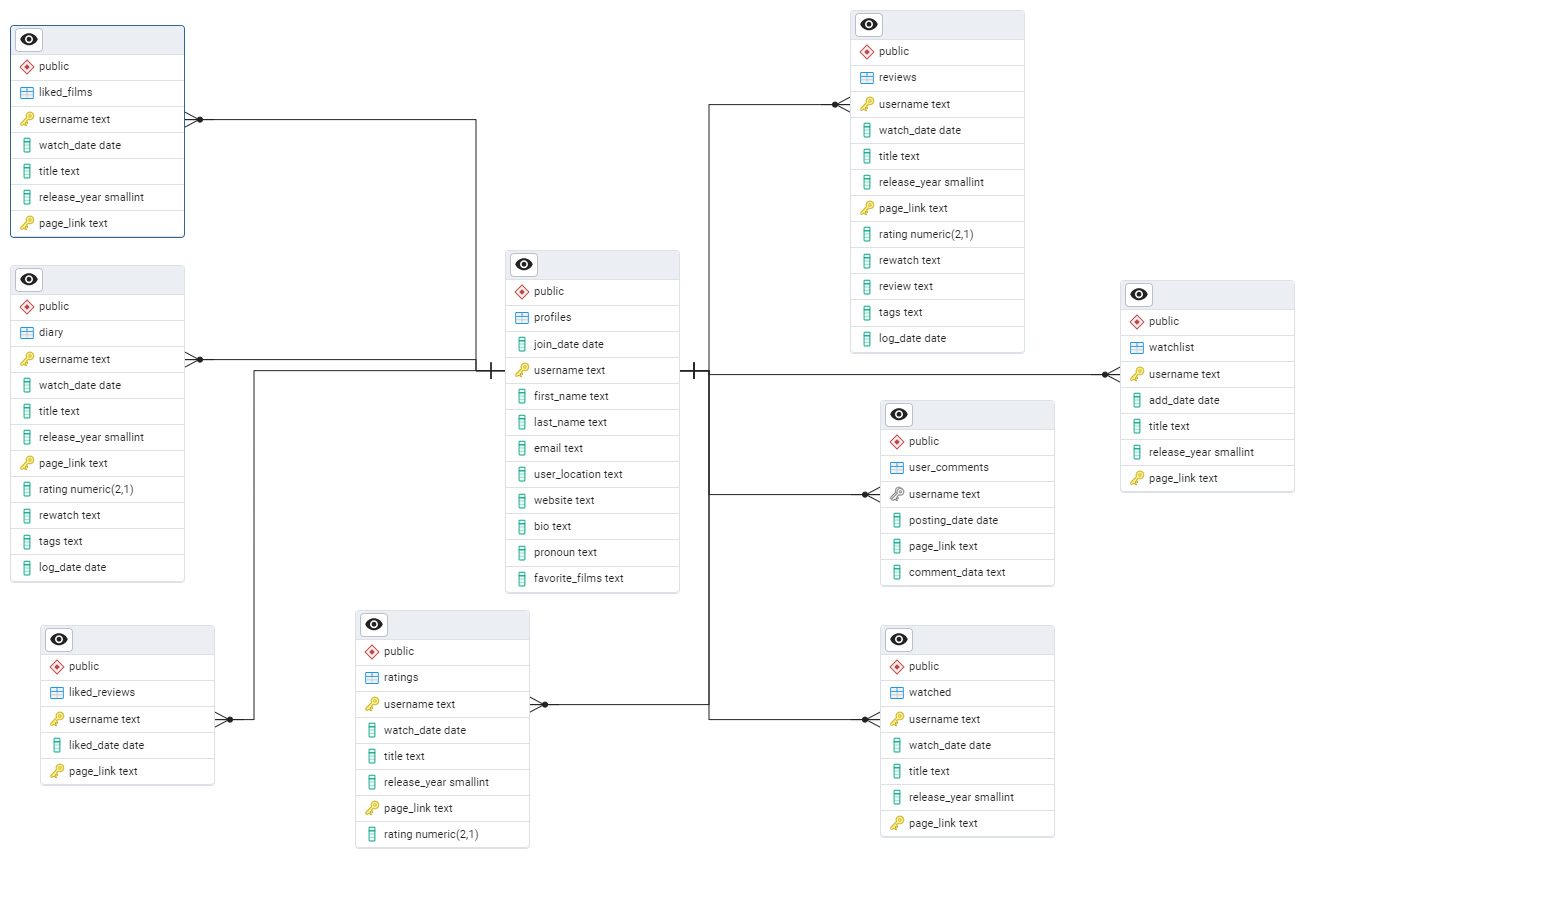 public
liked_films
username text
watch_date date
title text
release_year smallint
page_link text
public
diary
username text
watch_date date
title text
release_year smallint
page_link text
rating numeric(2,1)
rewatch text
tags text
log_date date
public
liked_reviews
username text
liked_date date
page_link text
public
profiles
join_date date
username text
first_name text
last_name text
email text
user_location text
website text
bio text
pronoun text
favorite_films text
public
ratings
username text
watch_date date
title text
release_year smallint
page_link text
rating numeric(2,1)
public
reviews
username text
watch_date date
title text
release_year smallint
page_link text
rating numeric(2,1)
rewatch text
review text
tags text
log_date date
public
user_comments
username text
posting_date date
page_link text
comment_data text
public
watched
username text
watch_date date
title text
release_year smallint
page_link text
public
watchlist
username text
add_date date
title text
release_year smallint
page_link text